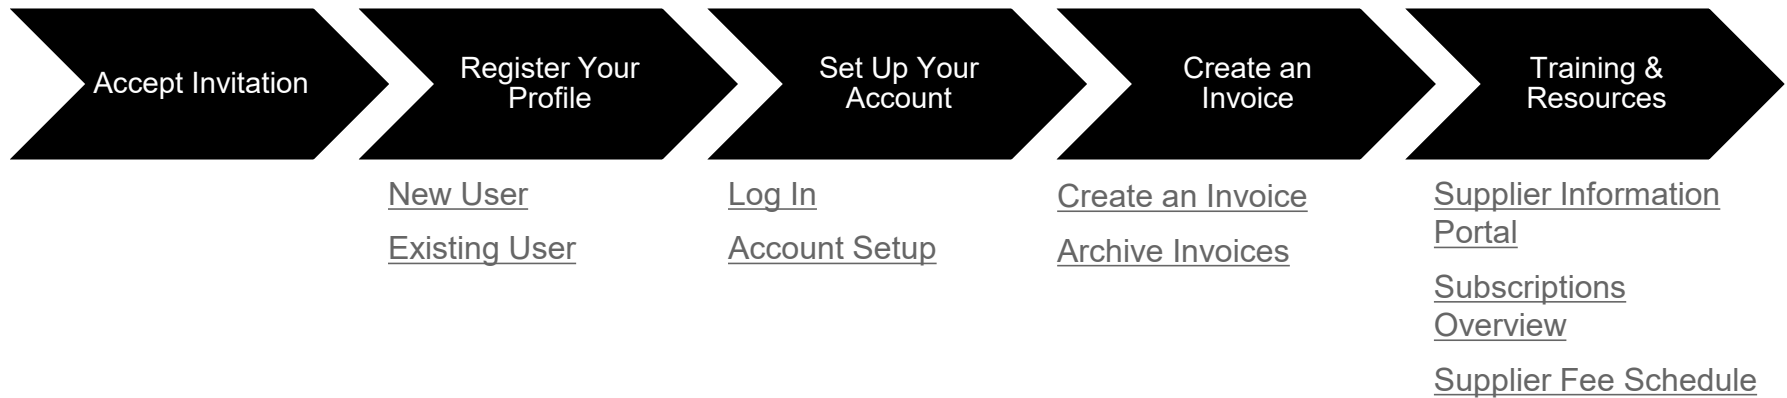 Accept Invitation
Register Your
Profile
Set Up Your
Account
Create an
Invoice
Training &
Resources
New User
Existing User
Log In
Account Setup
Create an Invoice
Archive Invoices
Supplier Information
Portal
Subscriptions
Overview
Supplier Fee Schedule